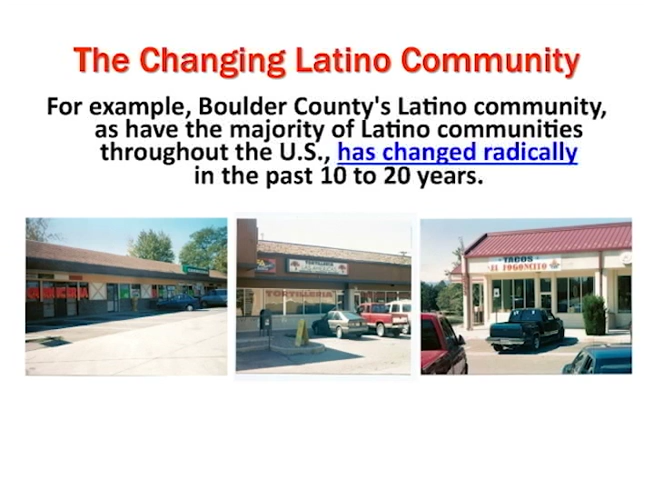 The Changing Latino Community
For example, Boulder County's Latino community,
as have the majority of Latino communities
throughout the U.S., has changed radically
in the past 10 to 20 years.
TORTILLERIA
TORTILLERIA
TACOS
EL FOGONCITO